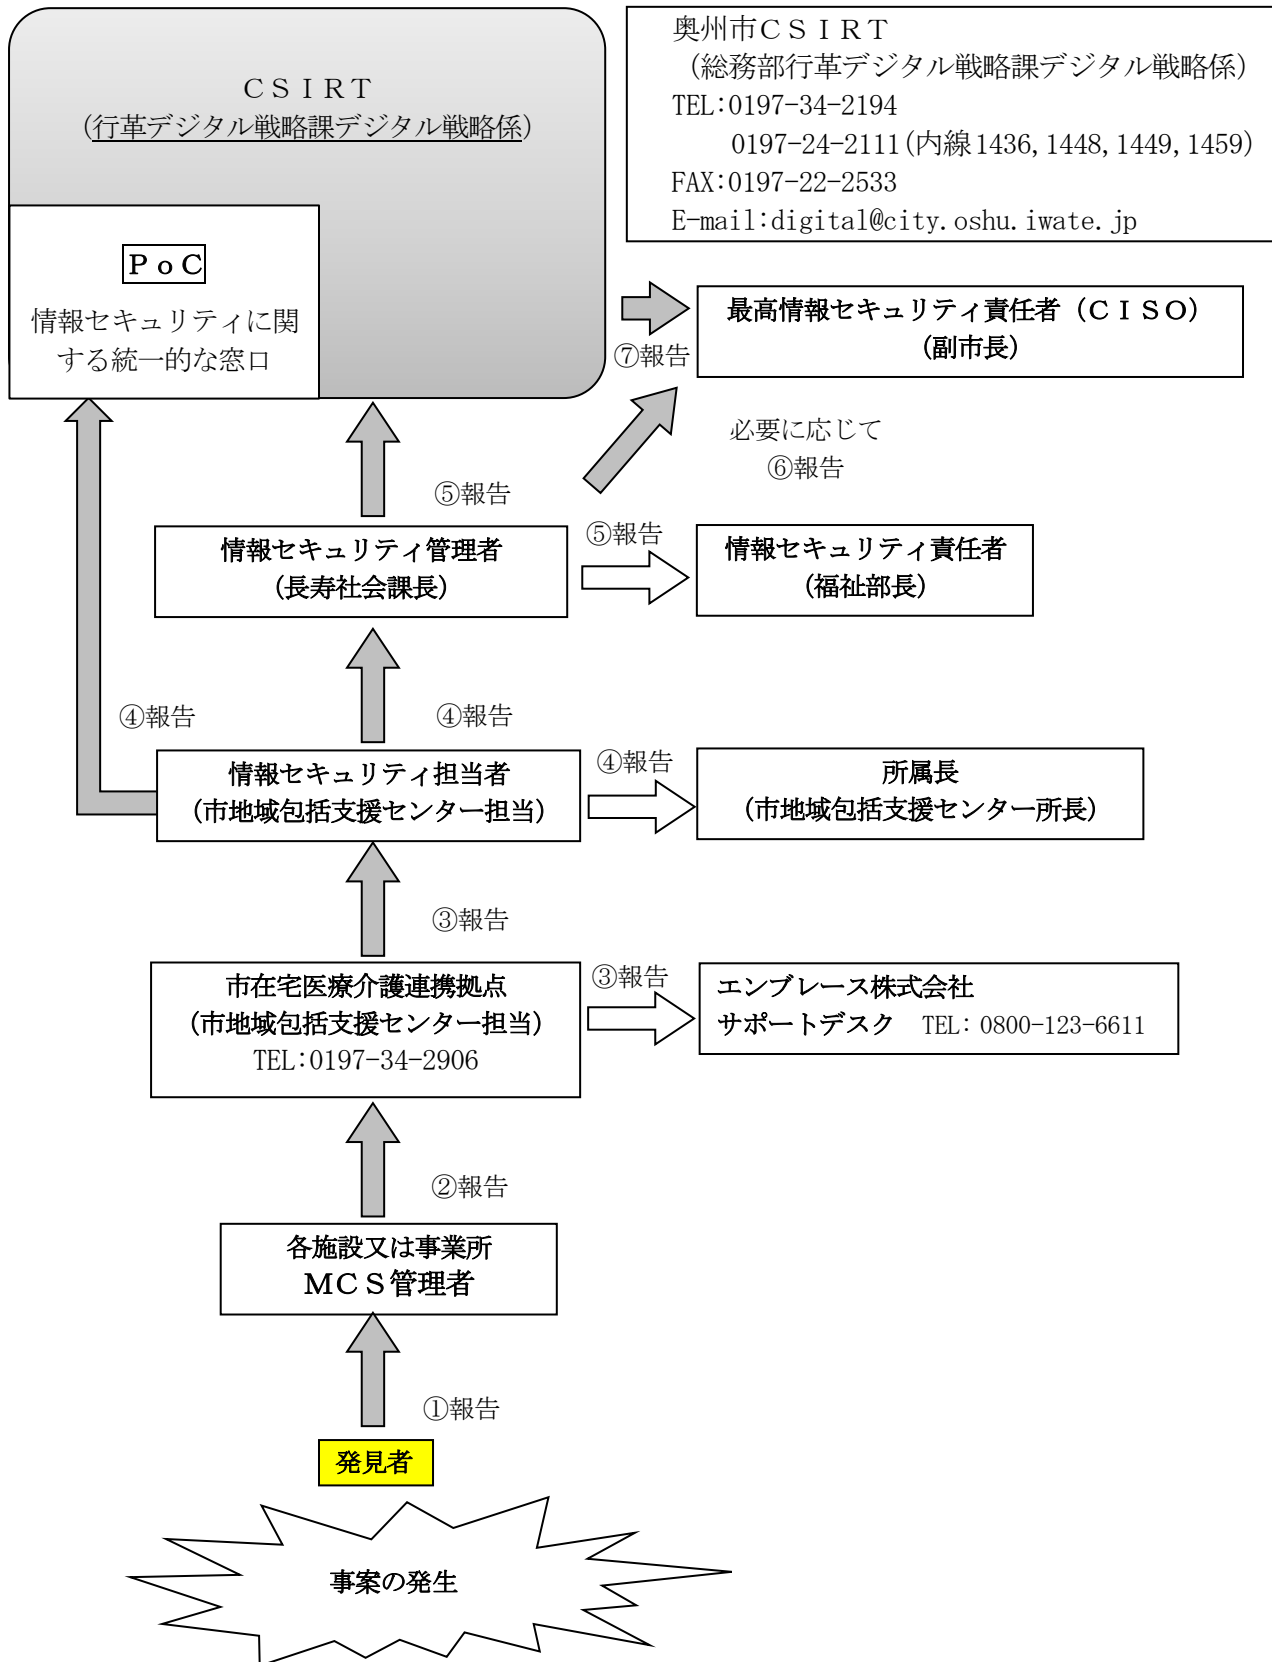 ＣＳＩＲＴ
(行革デジタル戦略課デジタル戦略係)
奥州市ＣＳＩＲＴ
（総務部行革デジタル戦略課デジタル戦略係）
TEL:0197-34-2194
0197-24-2111(内線1436,1448,1449,1459)
FAX:0197-22-2533
E-mail:digital@city.oshu.iwate.jp
ＰｏＣ
情報セキュリティに関
する統一的な窓口
⑦報告
最高情報セキュリティ責任者（ＣＩＳＯ）
（副市長）
必要に応じて
⑥報告
⑤報告
情報セキュリティ管理者
（長寿社会課長）
⑤報告
情報セキュリティ責任者
（福祉部長）
④報告
④報告
情報セキュリティ担当者
（市地域包括支援センター担当）
④報告
所属長
（市地域包括支援センター所長）
③報告
市在宅医療介護連携拠点
（市地域包括支援センター担当）
TEL:0197-34-2906
③報告
エンブレース株式会社
サポートデスク　TEL：0800-123-6611
②報告
各施設又は事業所
ＭＣＳ管理者
①報告
発見者
事案の発生